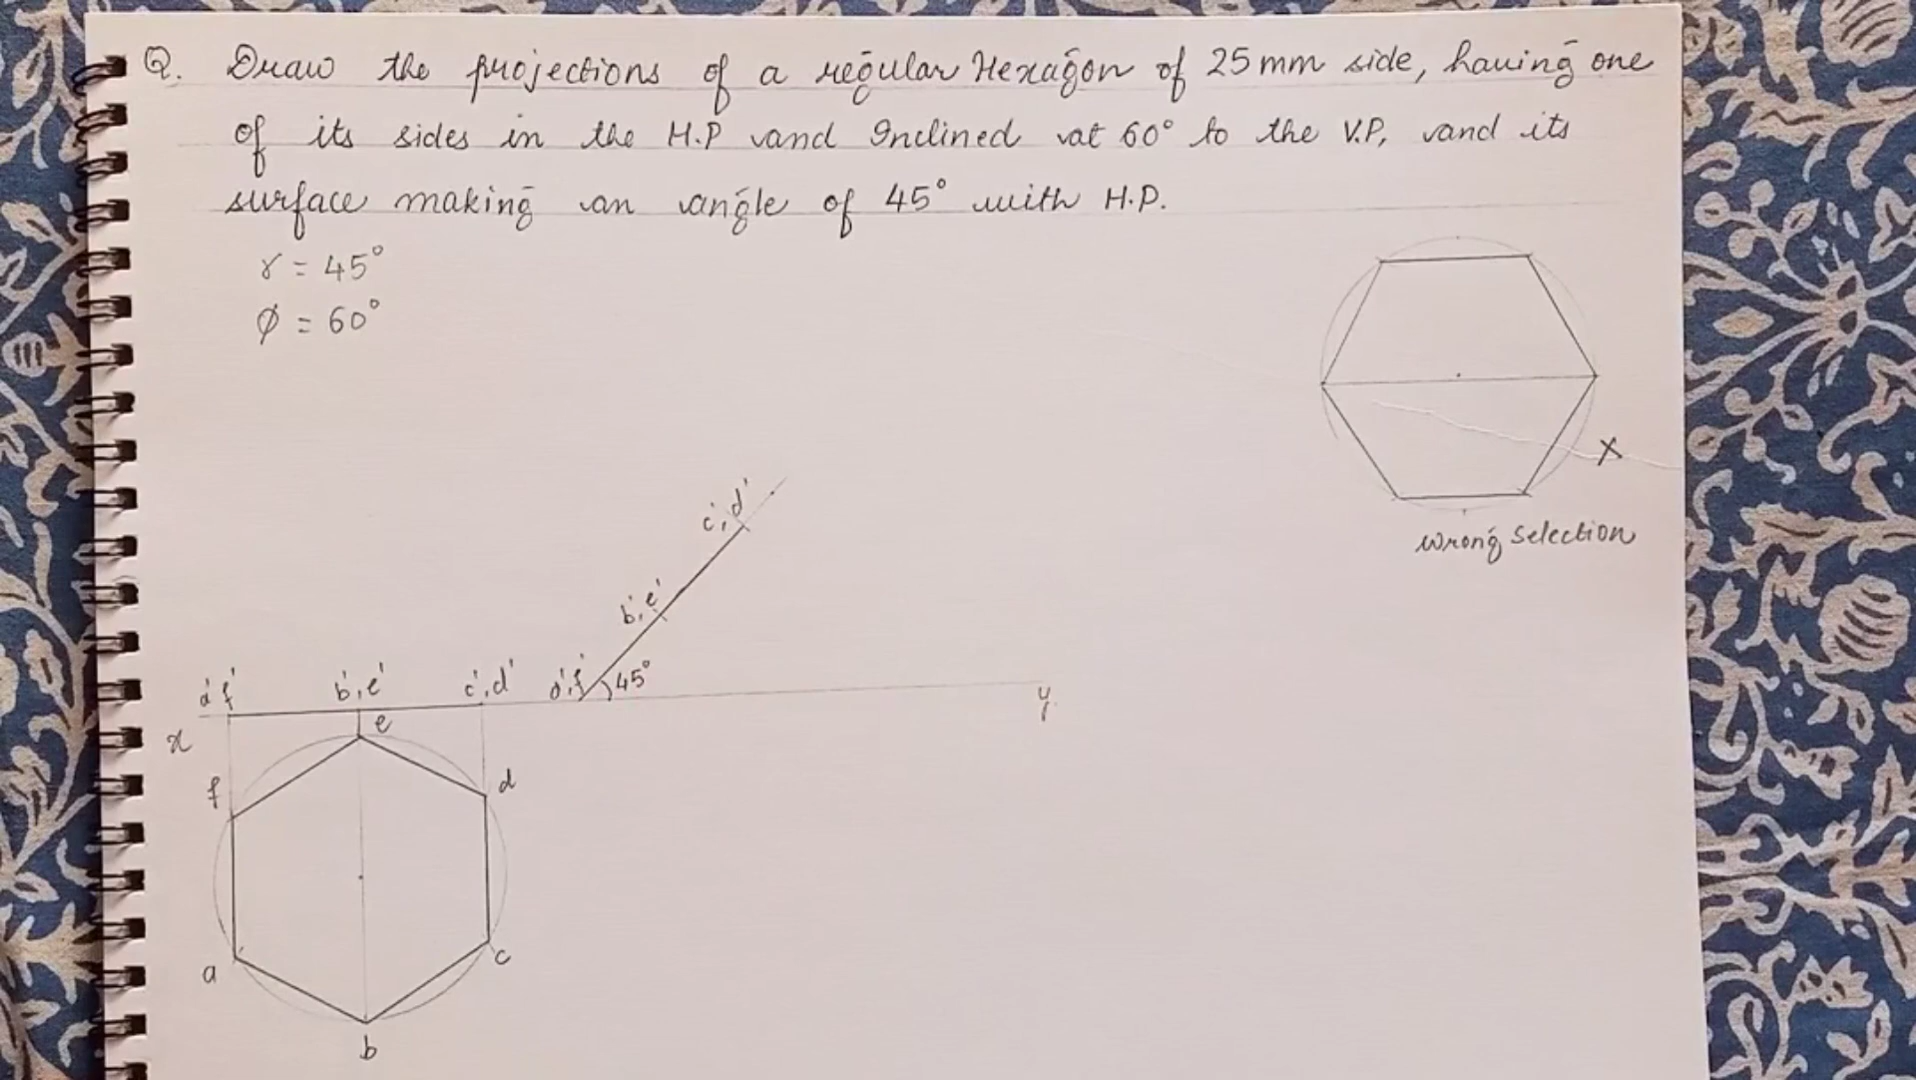 Q. Draw the projections of a regular Hexagon of 25 mm side, having one
of its sides in the H.P and Inclined at 60° to the V.P, and its
surface making an angle of 45° with H.P.
γ = 45°
φ = 60°
X
wrong selection
c', d'
b', e'
a', f' b', e' c', d' a', f' 45°
x y
e
f d
a c
b